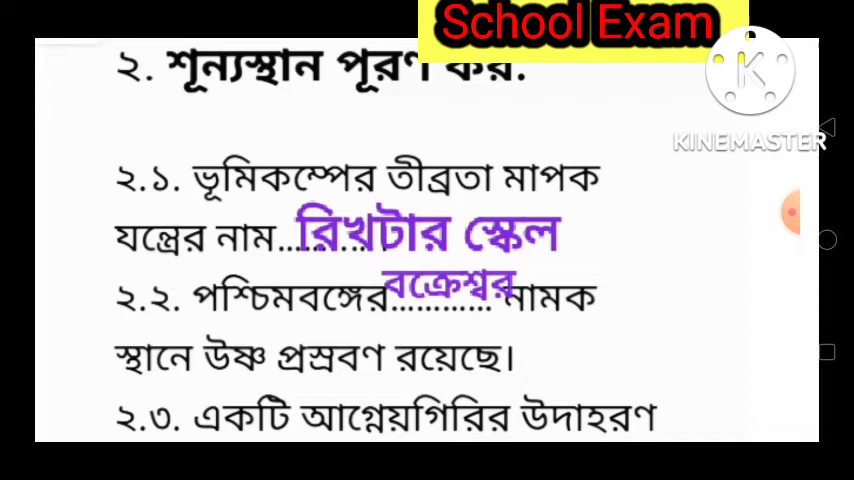 School Exam
২. শূন্যস্থান পূরণ কর.
KINEMASTER
২.১. ভূমিকম্পের তীব্রতা মাপক
যন্ত্রের নাম........... রিখটার স্কেল
বক্রেশ্বর
২.২. পশ্চিমবঙ্গের............ নামক
স্থানে উষ্ণ প্রস্রবণ রয়েছে।
২.৩. একটি আগ্নেয়গিরির উদাহরণ